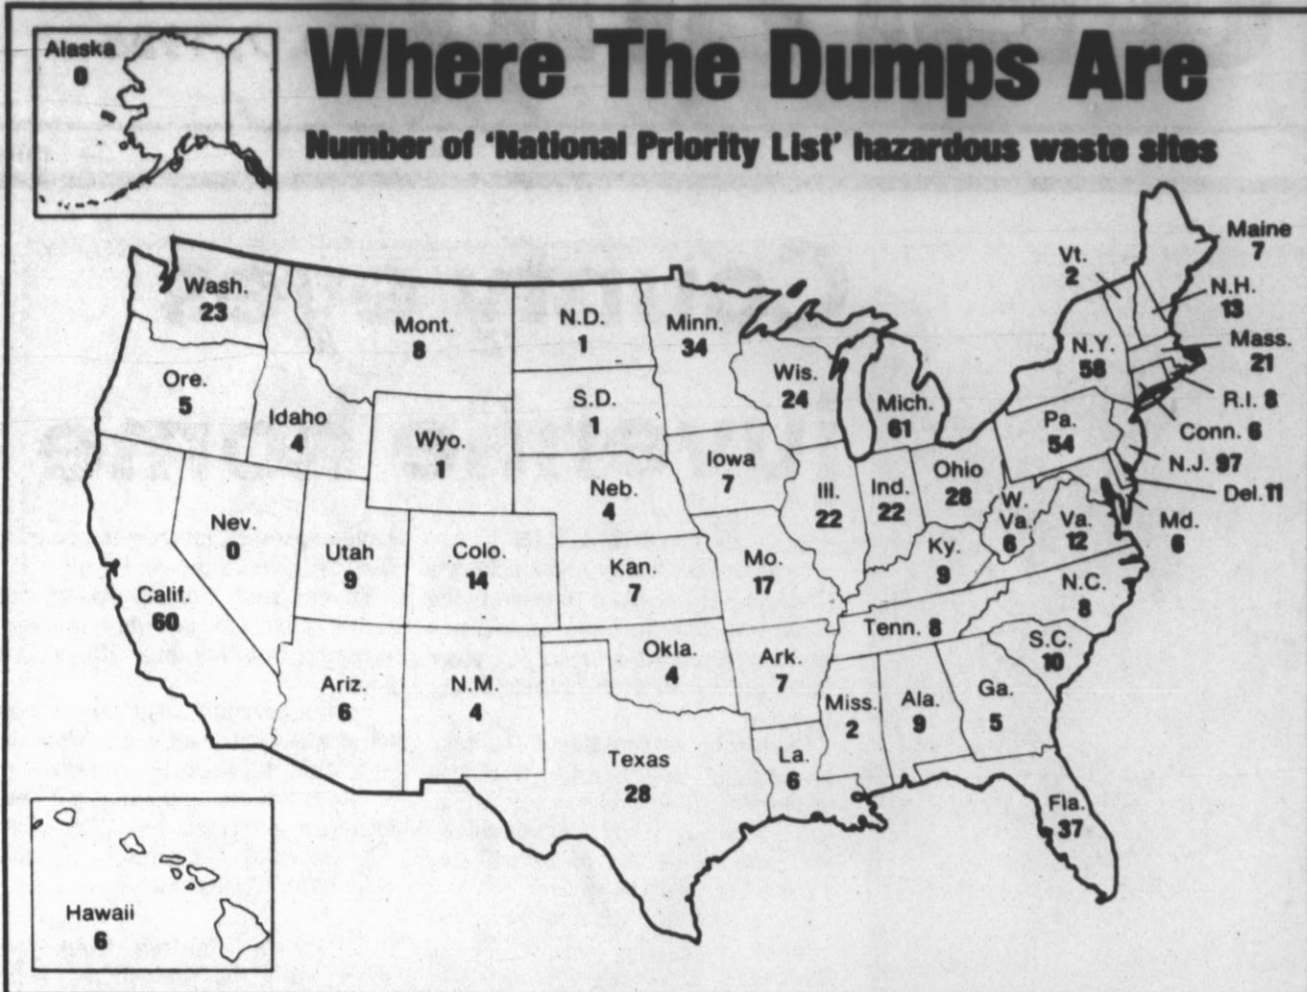 Where The Dumps Are
Number of 'National Priority List' hazardous waste sites
Alaska
0
Wash.
23
Ore.
5
Idaho
4
Mont.
8
N.D.
1
S.D.
1
Wyo.
1
Neb.
4
Minn.
34
Wis.
24
Mich.
61
Iowa
7
Ill.
22
Ind.
22
Ohio
28
Nev.
0
Utah
9
Colo.
14
Kan.
7
Mo.
17
Ky.
9
W.
Va.
6
Va.
12
Calif.
60
Ariz.
6
N.M.
4
Okla.
4
Ark.
7
Tenn. 8
N.C.
8
S.C.
10
Texas
28
La.
6
Miss.
2
Ala.
9
Ga.
5
Fla.
37
Vt.
2
Maine
7
N.H.
13
Mass.
21
N.Y.
R.I. 8
Conn. 6
Pa.
54
N.J. 97
Del. 11
Md.
6
Hawaii
6